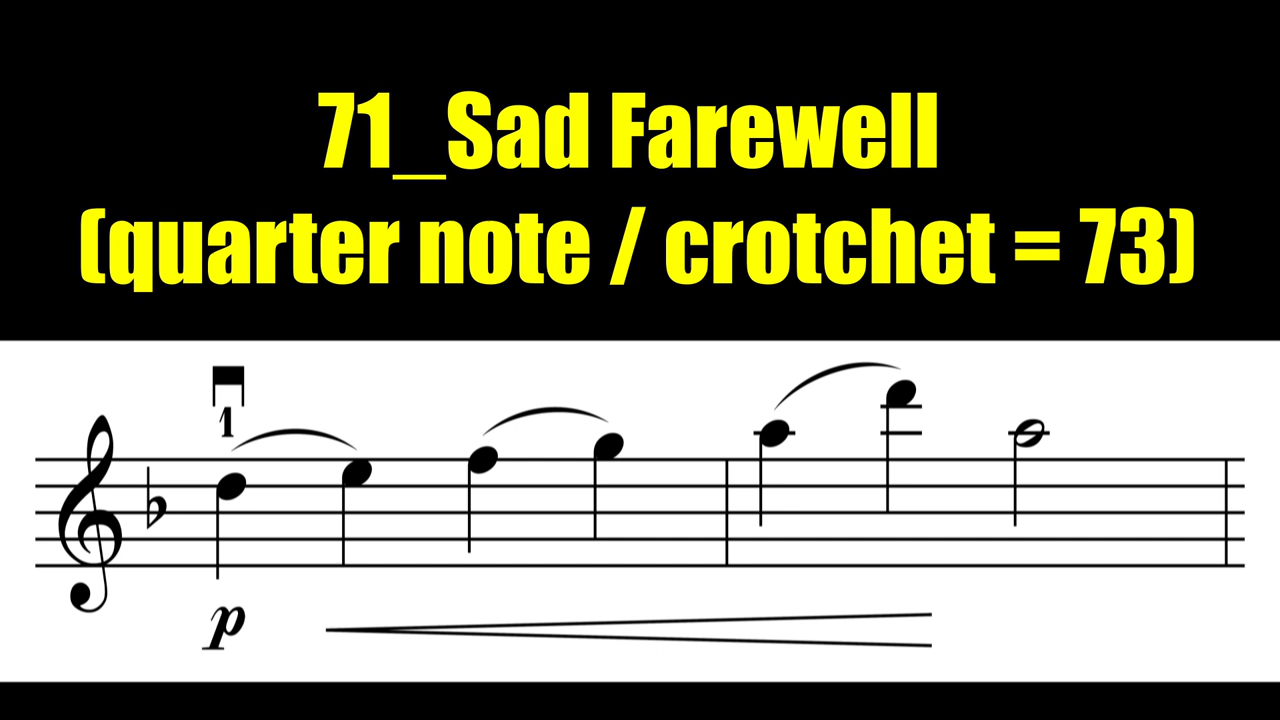 71_Sad Farewell
(quarter note / crotchet = 73)
1
p